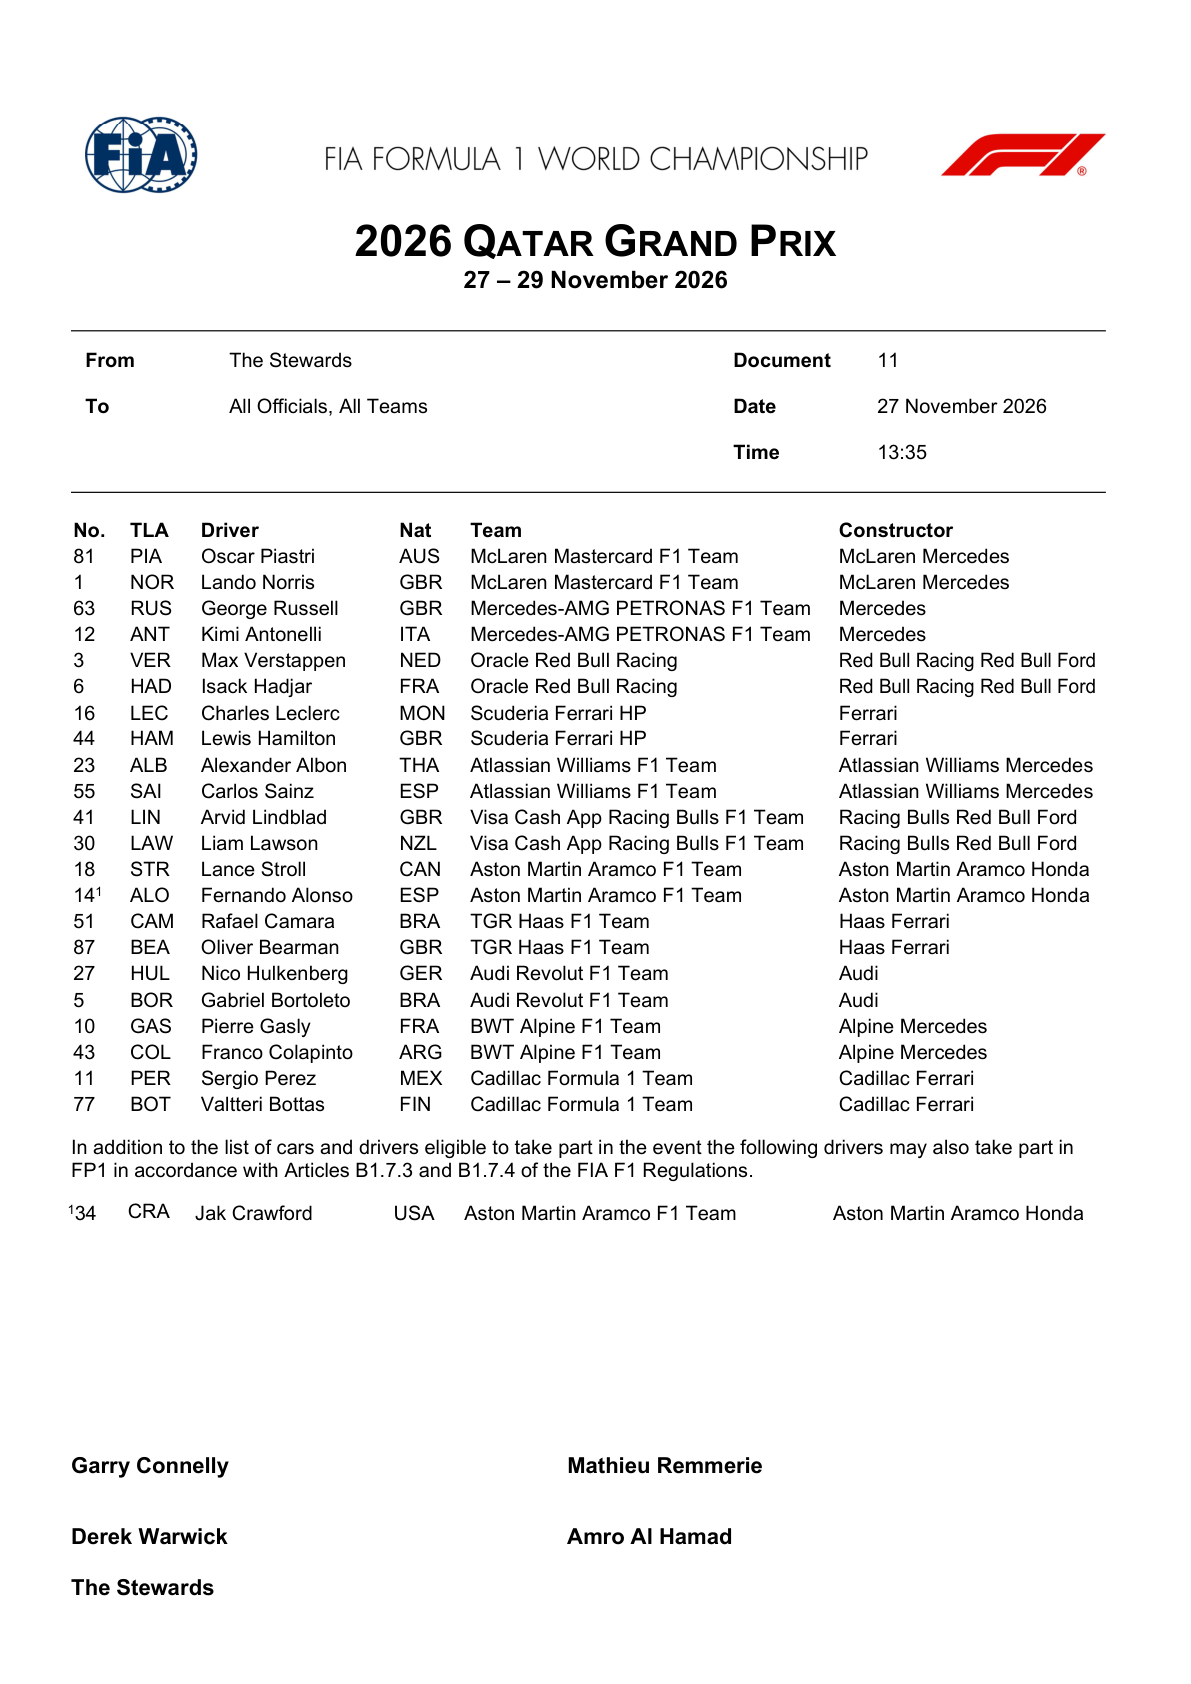 FIA FIA FORMULA 1 WORLD CHAMPIONSHIP F1®
2026 QATAR GRAND PRIX
27 – 29 November 2026
From The Stewards Document 11
To All Officials, All Teams Date 27 November 2026
Time 13:35
No. TLA Driver Nat Team Constructor
81 PIA Oscar Piastri AUS McLaren Mastercard F1 Team McLaren Mercedes
1 NOR Lando Norris GBR McLaren Mastercard F1 Team McLaren Mercedes
63 RUS George Russell GBR Mercedes-AMG PETRONAS F1 Team Mercedes
12 ANT Kimi Antonelli ITA Mercedes-AMG PETRONAS F1 Team Mercedes
3 VER Max Verstappen NED Oracle Red Bull Racing Red Bull Racing Red Bull Ford
6 HAD Isack Hadjar FRA Oracle Red Bull Racing Red Bull Racing Red Bull Ford
16 LEC Charles Leclerc MON Scuderia Ferrari HP Ferrari
44 HAM Lewis Hamilton GBR Scuderia Ferrari HP Ferrari
23 ALB Alexander Albon THA Atlassian Williams F1 Team Atlassian Williams Mercedes
55 SAI Carlos Sainz ESP Atlassian Williams F1 Team Atlassian Williams Mercedes
41 LIN Arvid Lindblad GBR Visa Cash App Racing Bulls F1 Team Racing Bulls Red Bull Ford
30 LAW Liam Lawson NZL Visa Cash App Racing Bulls F1 Team Racing Bulls Red Bull Ford
18 STR Lance Stroll CAN Aston Martin Aramco F1 Team Aston Martin Aramco Honda
14¹ ALO Fernando Alonso ESP Aston Martin Aramco F1 Team Aston Martin Aramco Honda
51 CAM Rafael Camara BRA TGR Haas F1 Team Haas Ferrari
87 BEA Oliver Bearman GBR TGR Haas F1 Team Haas Ferrari
27 HUL Nico Hulkenberg GER Audi Revolut F1 Team Audi
5 BOR Gabriel Bortoleto BRA Audi Revolut F1 Team Audi
10 GAS Pierre Gasly FRA BWT Alpine F1 Team Alpine Mercedes
43 COL Franco Colapinto ARG BWT Alpine F1 Team Alpine Mercedes
11 PER Sergio Perez MEX Cadillac Formula 1 Team Cadillac Ferrari
77 BOT Valtteri Bottas FIN Cadillac Formula 1 Team Cadillac Ferrari
In addition to the list of cars and drivers eligible to take part in the event the following drivers may also take part in
FP1 in accordance with Articles B1.7.3 and B1.7.4 of the FIA F1 Regulations.
¹34 CRA Jak Crawford USA Aston Martin Aramco F1 Team Aston Martin Aramco Honda
Garry Connelly Mathieu Remmerie
Derek Warwick Amro Al Hamad
The Stewards